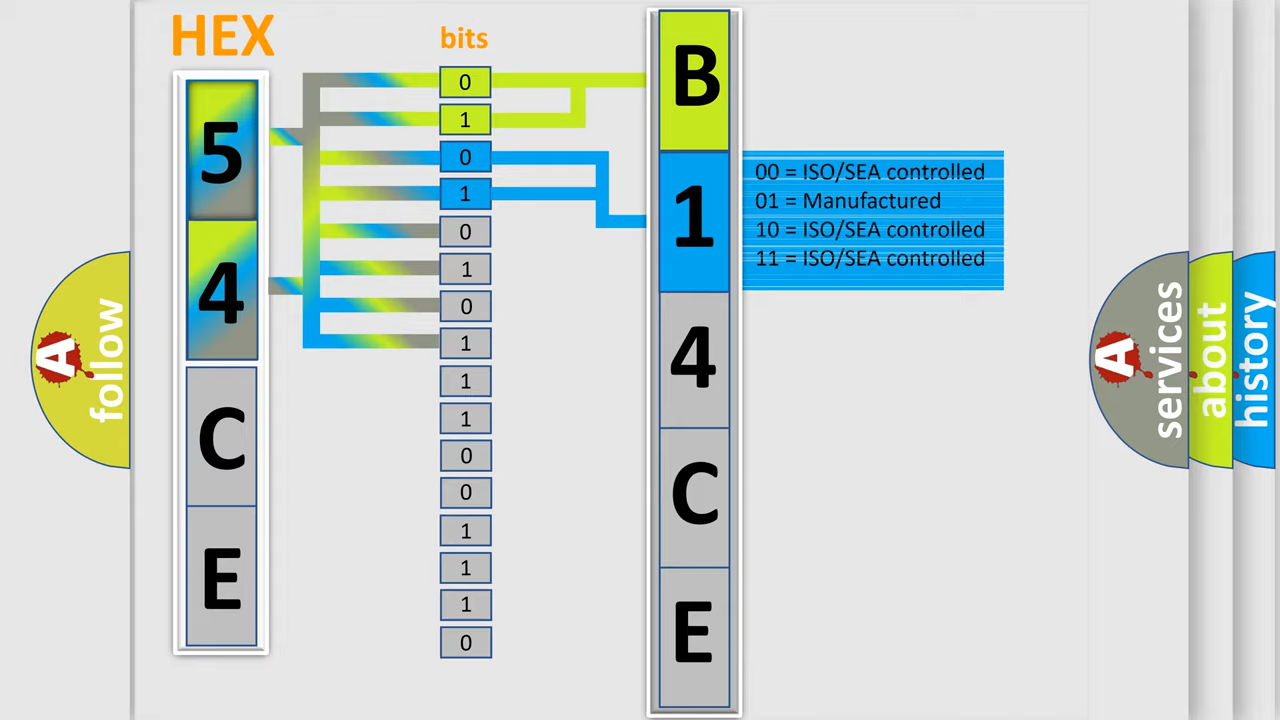 HEX
bits
5
4
C
E
0
1
0
1
0
1
0
1
1
1
0
0
1
1
1
0
B
1
4
C
E
00 = ISO/SEA controlled
01 = Manufactured
10 = ISO/SEA controlled
11 = ISO/SEA controlled
A follow
A services
about
history